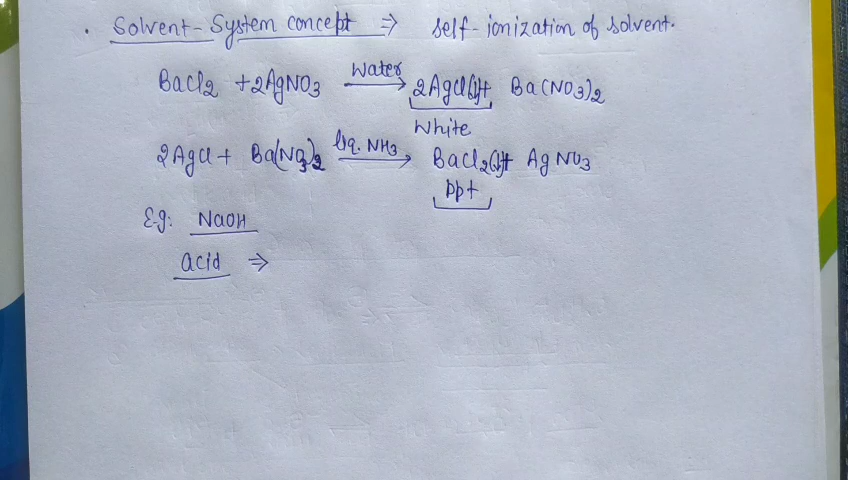 . Solvent-System concept ⇒ self-ionization of solvent.
BaCl2 + 2AgNO3 water→ 2AgCl(↓)+ Ba(NO3)2
White
2AgCl + Ba(NO3)2 liq. NH3→ BaCl2(↓)+ AgNO3
ppt
E.g: NaOH
acid ⇒